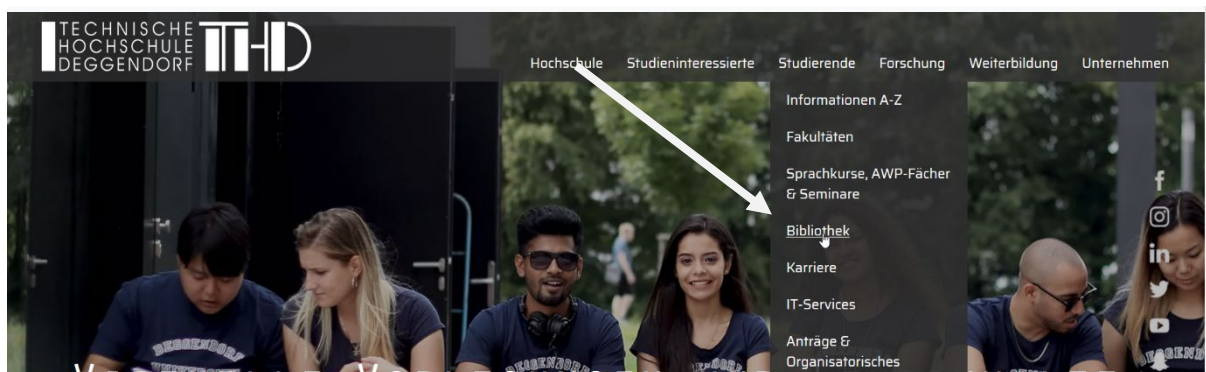 TECHNISCHE
HOCHSCHULE
DEGGENDORF THD
Hochschule Studieninteressierte Studierende Forschung Weiterbildung Unternehmen
Informationen A-Z
Fakultäten
Sprachkurse, AWP-Fächer
& Seminare
Bibliothek
Karriere
IT-Services
Anträge &
Organisatorisches
DEGGENDORF